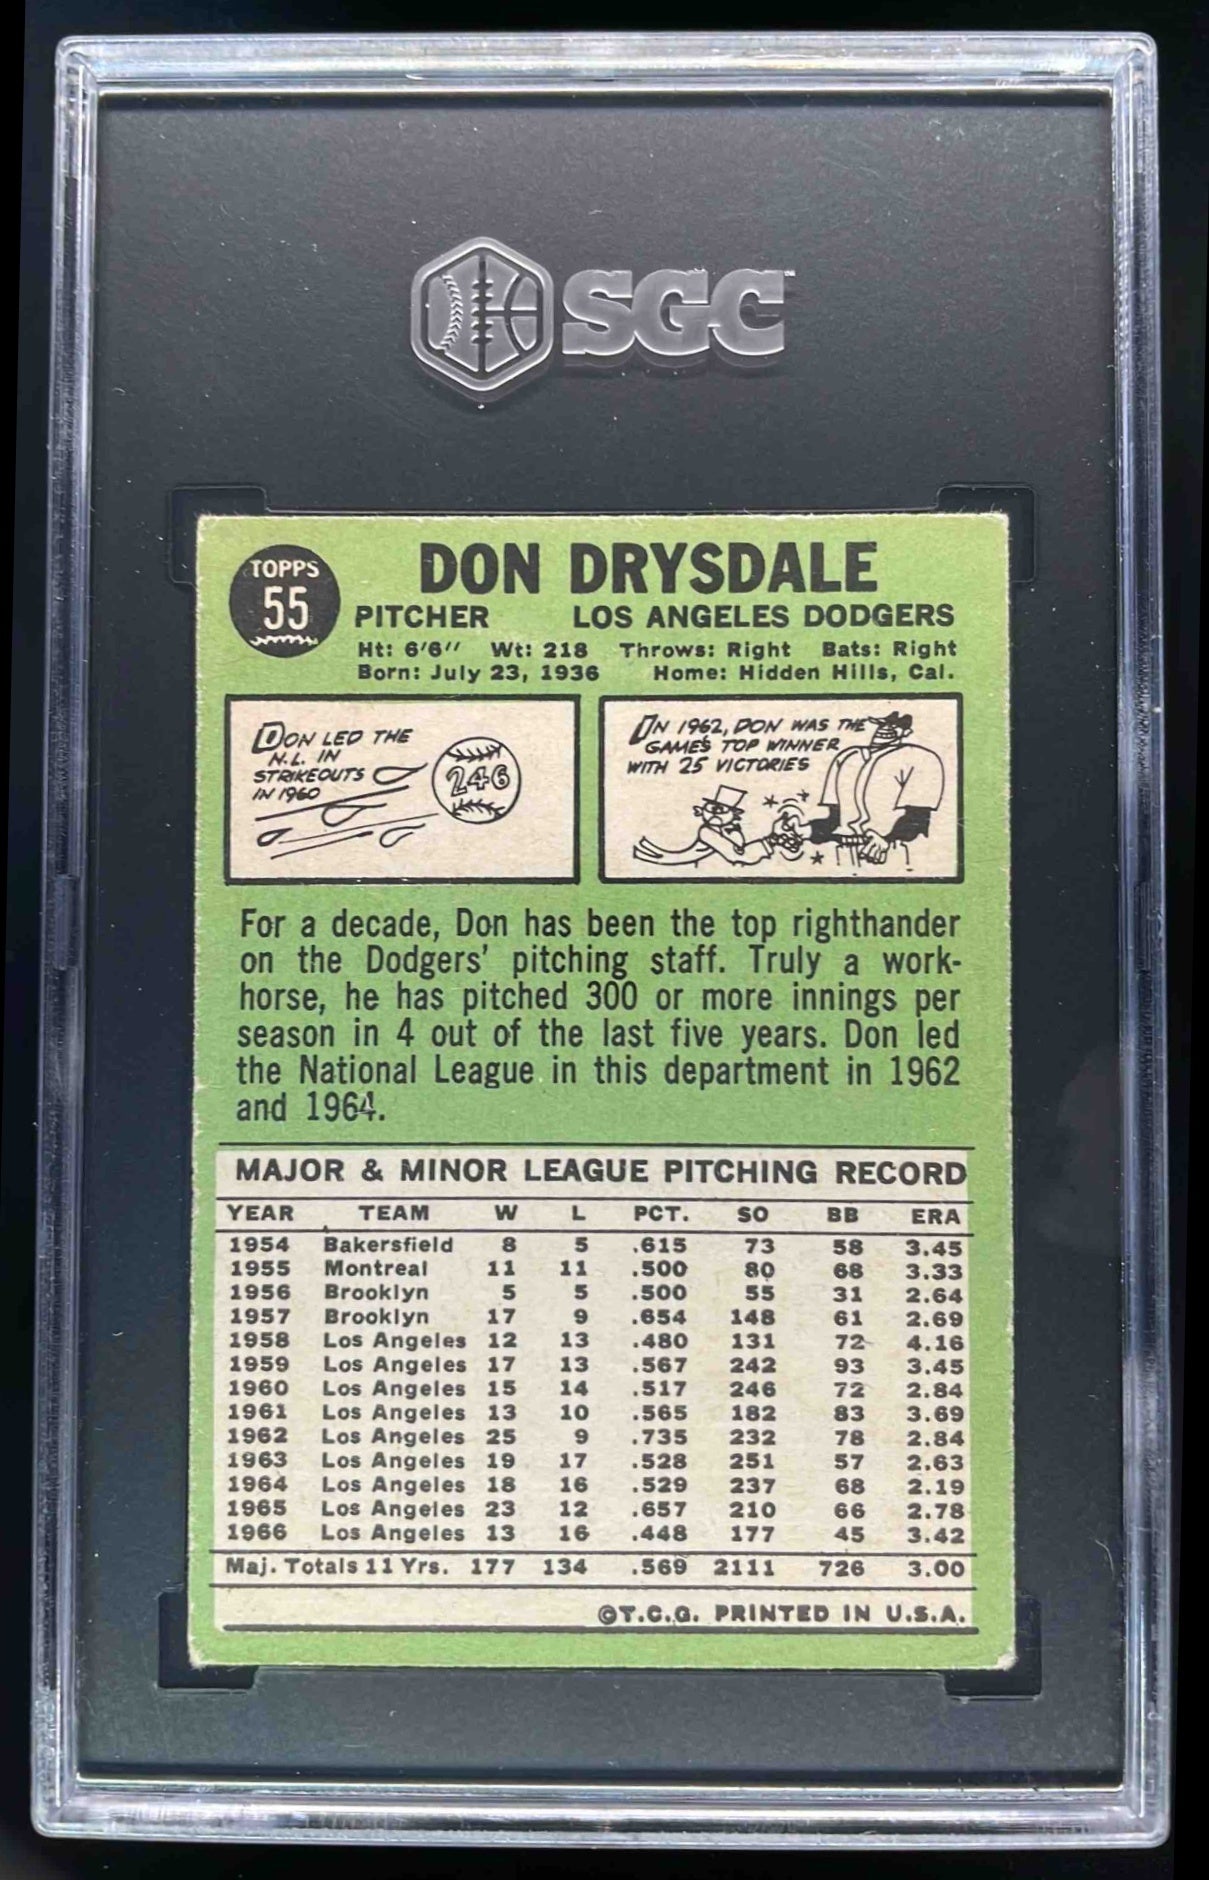 SGC™
TOPPS
55
DON DRYSDALE
PITCHER LOS ANGELES DODGERS
Ht: 6'6'' Wt: 218 Throws: Right Bats: Right
Born: July 23, 1936 Home: Hidden Hills, Cal.
DON LED THE
N.L. IN
STRIKEOUTS
IN 1960
246
IN 1962, DON WAS THE
GAME'S TOP WINNER
WITH 25 VICTORIES
For a decade, Don has been the top righthander
on the Dodgers' pitching staff. Truly a work-
horse, he has pitched 300 or more innings per
season in 4 out of the last five years. Don led
the National League in this department in 1962
and 1964.
MAJOR & MINOR LEAGUE PITCHING RECORD
YEAR TEAM W L PCT. SO BB ERA
1954 Bakersfield 8 5 .615 73 58 3.45
1955 Montreal 11 11 .500 80 68 3.33
1956 Brooklyn 5 5 .500 55 31 2.64
1957 Brooklyn 17 9 .654 148 61 2.69
1958 Los Angeles 12 13 .480 131 72 4.16
1959 Los Angeles 17 13 .567 242 93 3.45
1960 Los Angeles 15 14 .517 246 72 2.84
1961 Los Angeles 13 10 .565 182 83 3.69
1962 Los Angeles 25 9 .735 232 78 2.84
1963 Los Angeles 19 17 .528 251 57 2.63
1964 Los Angeles 18 16 .529 237 68 2.19
1965 Los Angeles 23 12 .657 210 66 2.78
1966 Los Angeles 13 16 .448 177 45 3.42
Maj. Totals 11 Yrs. 177 134 .569 2111 726 3.00
©T.C.G. PRINTED IN U.S.A.